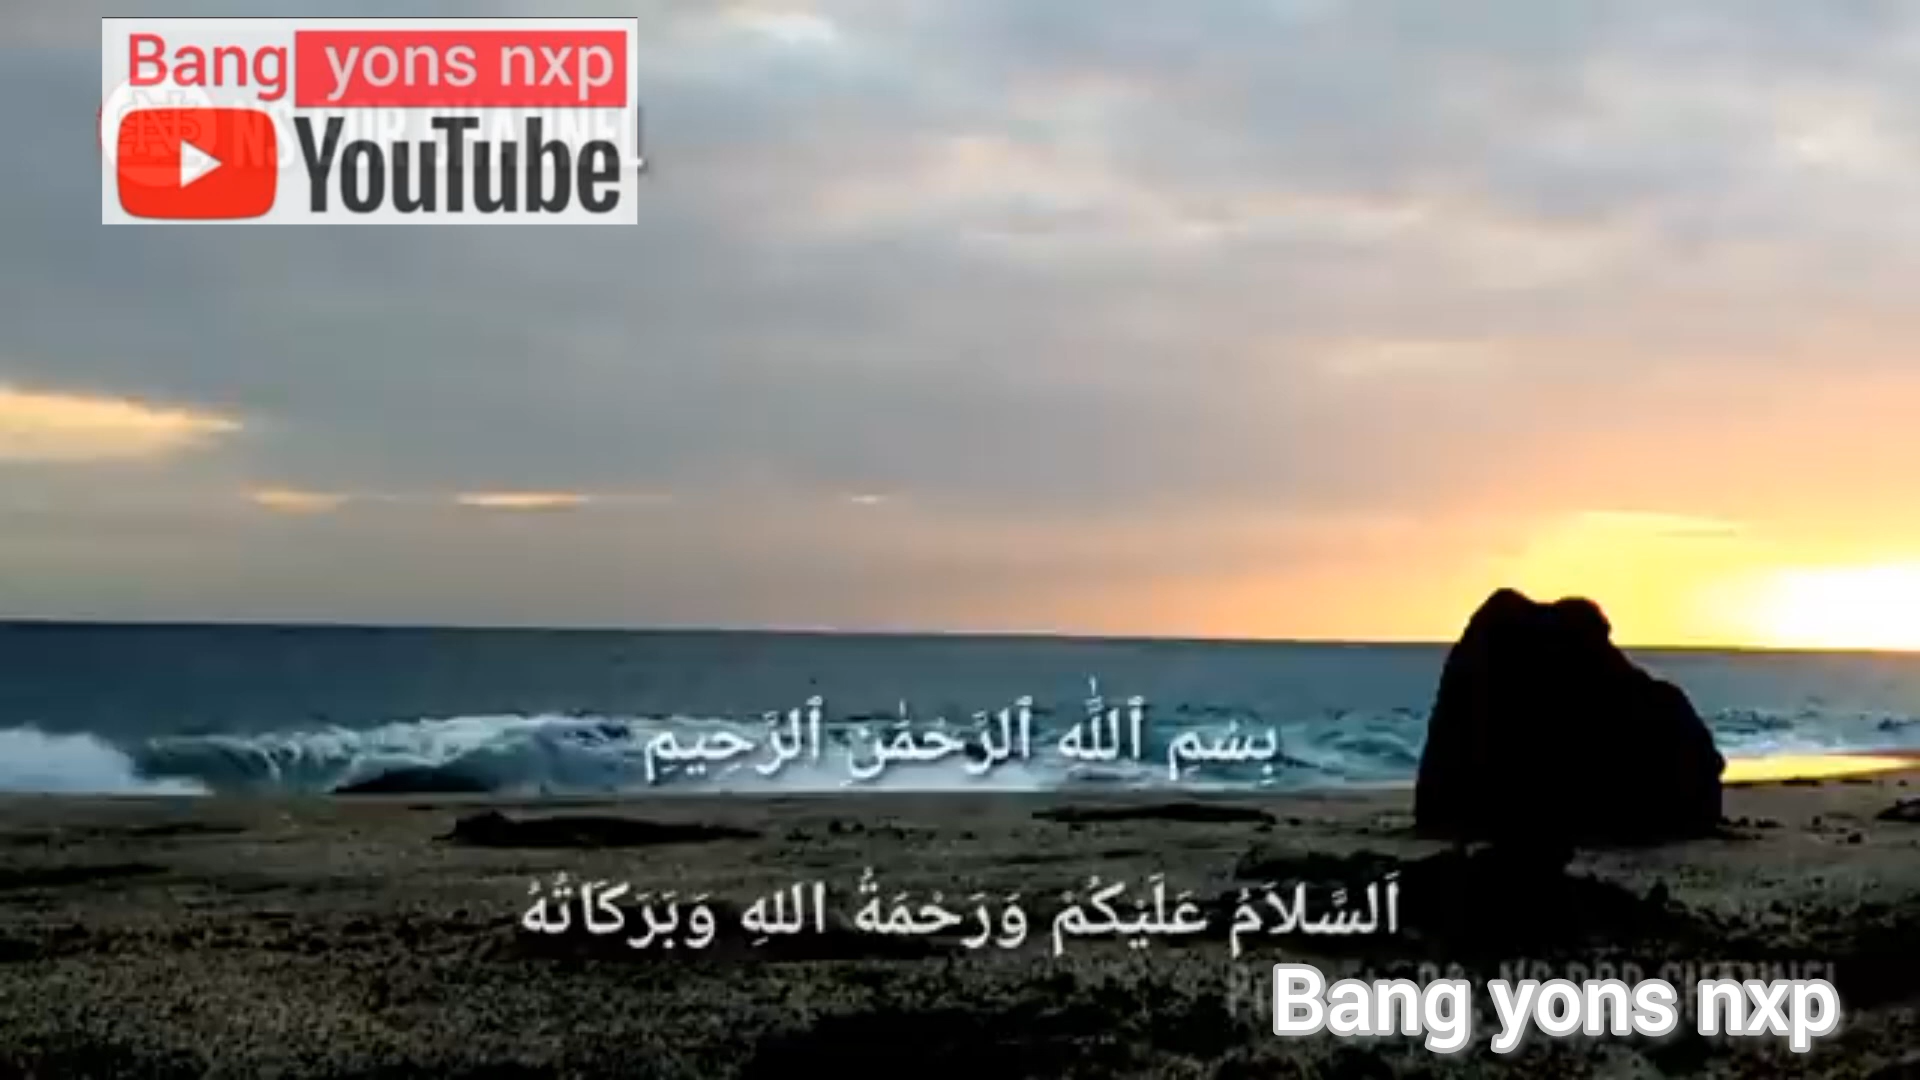 Bang yons nxp
YouTube
بِسْمِ ٱللَّٰهِ ٱلرَّحْمَٰنِ ٱلرَّحِيمِ
اَلسَّلاَمُ عَلَيْكُمْ وَرَحْمَةُ اللهِ وَبَرَكَاتُهُ
Bang yons nxp